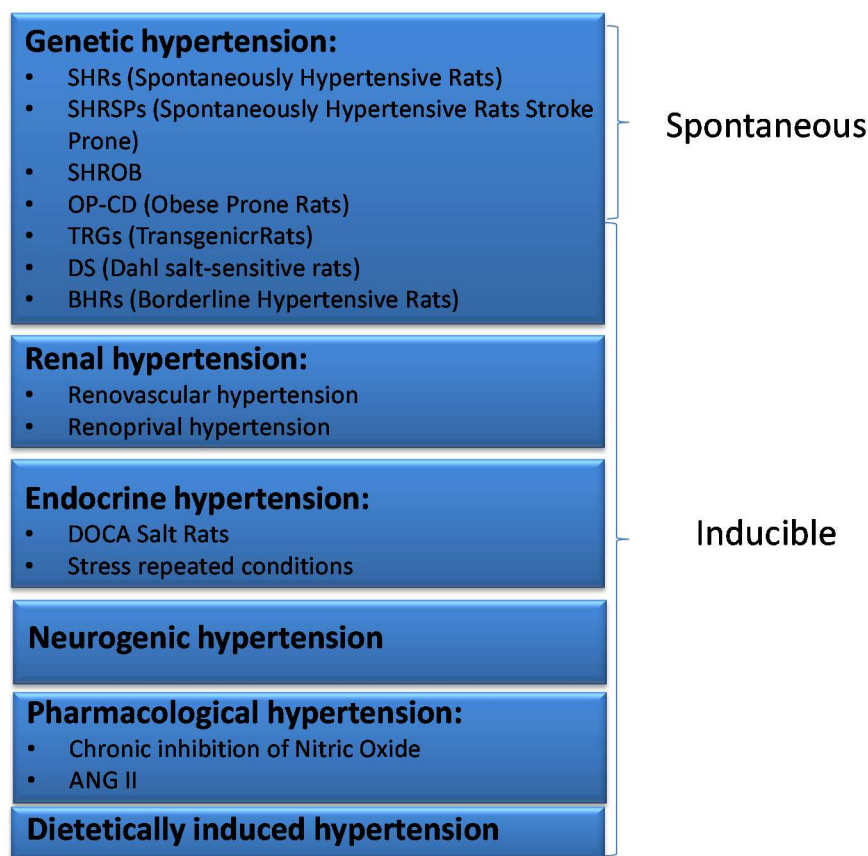 Genetic hypertension:
• SHRs (Spontaneously Hypertensive Rats)
• SHRSPs (Spontaneously Hypertensive Rats Stroke
Prone)
• SHROB
• OP-CD (Obese Prone Rats)
• TRGs (TransgenicrRats)
• DS (Dahl salt-sensitive rats)
• BHRs (Borderline Hypertensive Rats)
Spontaneous
Renal hypertension:
• Renovascular hypertension
• Renoprival hypertension
Endocrine hypertension:
• DOCA Salt Rats
• Stress repeated conditions
Inducible
Neurogenic hypertension
Pharmacological hypertension:
• Chronic inhibition of Nitric Oxide
• ANG II
Dietetically induced hypertension